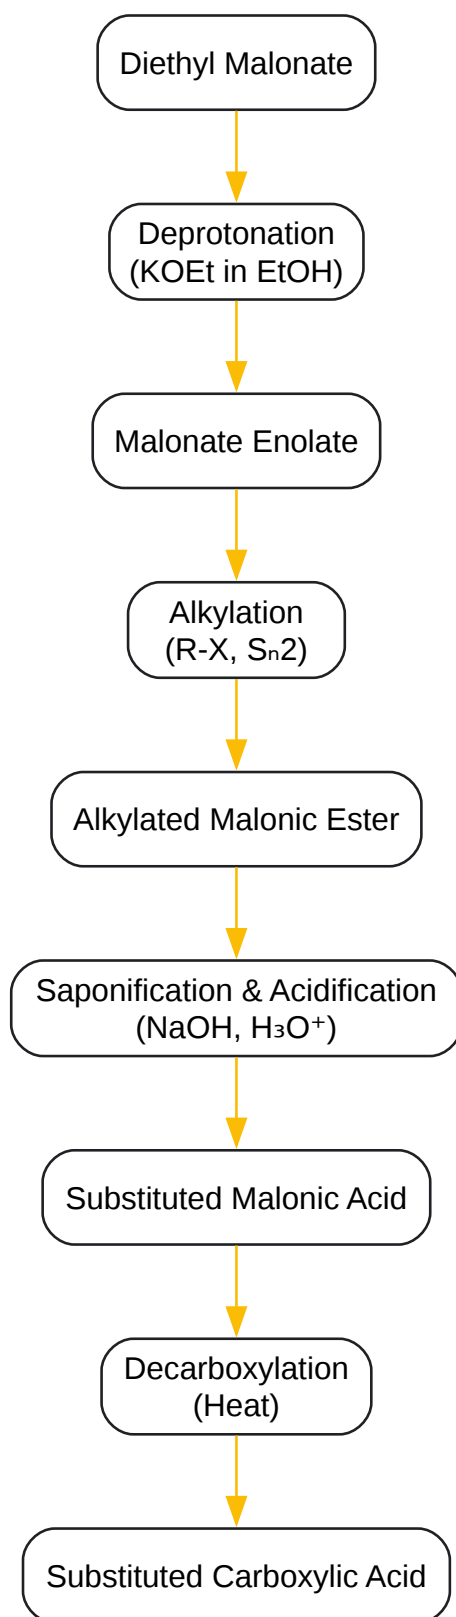 Diethyl Malonate
Deprotonation
(KOEt in EtOH)
Malonate Enolate
Alkylation
(R-X, Sₙ2)
Alkylated Malonic Ester
Saponification & Acidification
(NaOH, H₃O⁺)
Substituted Malonic Acid
Decarboxylation
(Heat)
Substituted Carboxylic Acid